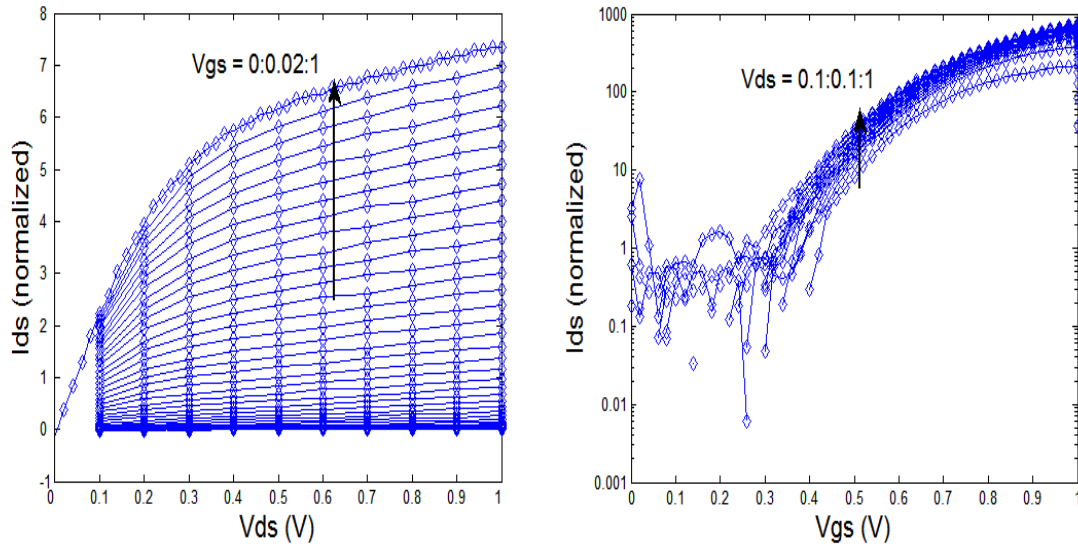 8
7
6
5
4
3
2
1
0
-1
Ids (normalized)
Vgs = 0:0.02:1
0 0.1 0.2 0.3 0.4 0.5 0.6 0.7 0.8 0.9 1
Vds (V)
1000
100
10
1
0.1
0.01
0.001
Ids (normalized)
Vds = 0.1:0.1:1
0 0.1 0.2 0.3 0.4 0.5 0.6 0.7 0.8 0.9 1
Vgs (V)